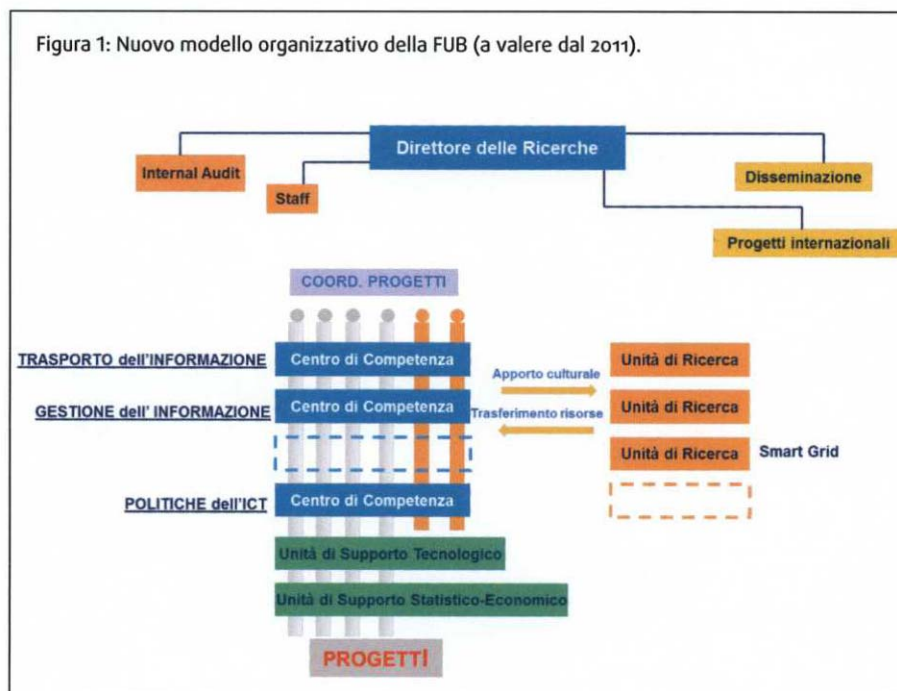 Figura 1: Nuovo modello organizzativo della FUB (a valere dal 2011).
Direttore delle Ricerche
Internal Audit
Staff
Disseminazione
Progetti internazionali
COORD. PROGETTI
TRASPORTO dell'INFORMAZIONE
Centro di Competenza
Unità di Ricerca
Apporto culturale
GESTIONE dell' INFORMAZIONE
Centro di Competenza
Trasferimento risorse
Unità di Ricerca
Unità di Ricerca
Smart Grid
POLITICHE dell'ICT
Centro di Competenza
Unità di Supporto Tecnologico
Unità di Supporto Statistico-Economico
PROGETTI